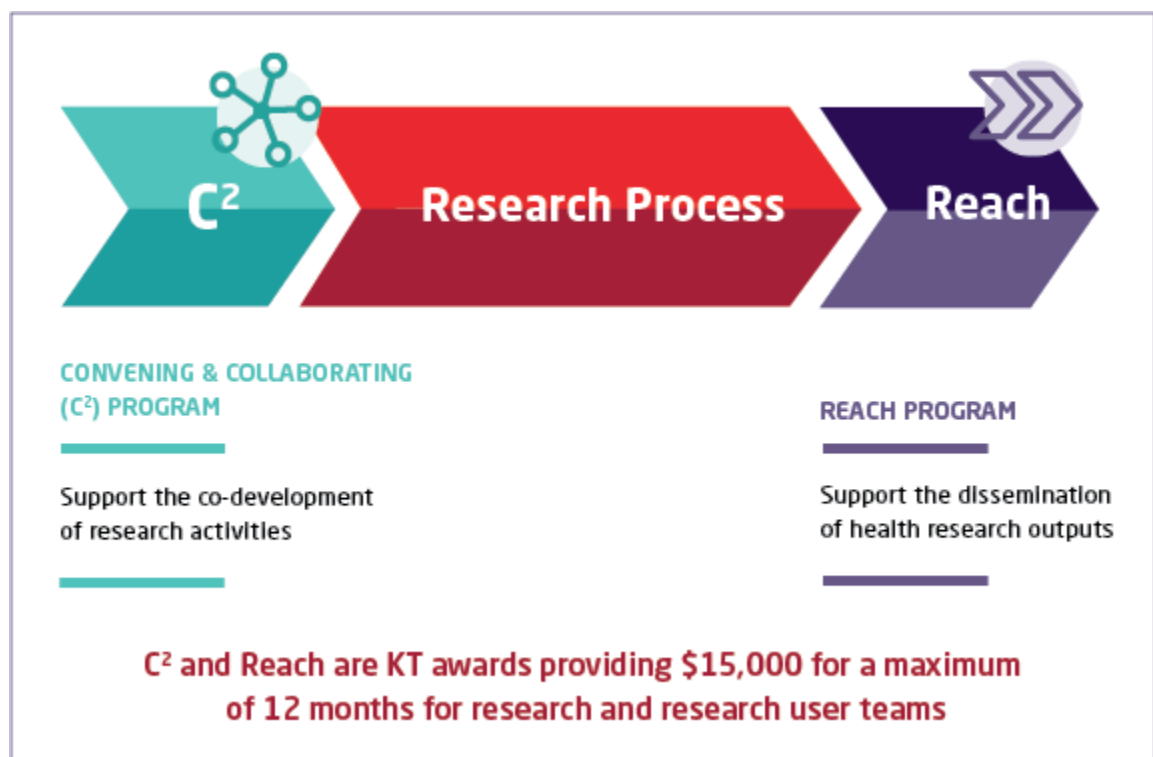 C²
Research Process
Reach
CONVENING & COLLABORATING
(C²) PROGRAM
Support the co-development
of research activities
REACH PROGRAM
Support the dissemination
of health research outputs
C² and Reach are KT awards providing $15,000 for a maximum
of 12 months for research and research user teams